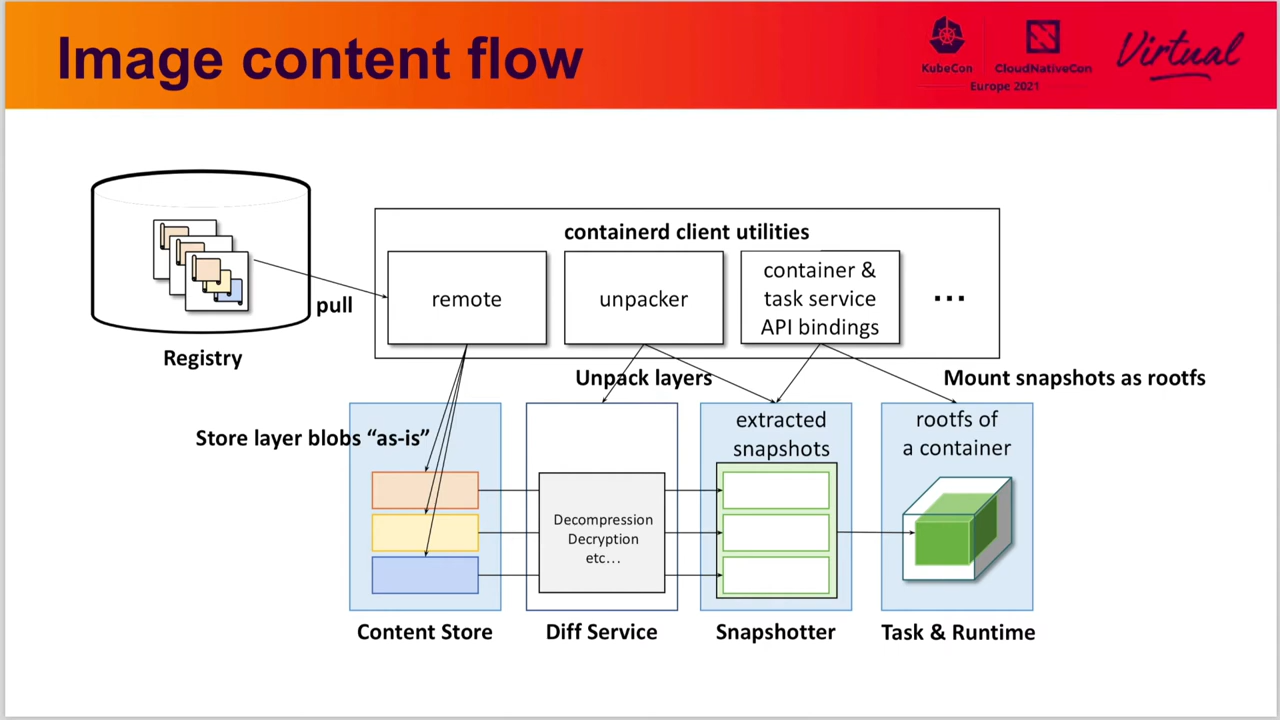 Image content flow
KubeCon
CloudNativeCon
Europe 2021
Virtual
containerd client utilities
remote
unpacker
container &
task service
API bindings
...
pull
Registry
Unpack layers
Mount snapshots as rootfs
Store layer blobs “as-is”
extracted
snapshots
rootfs of
a container
Decompression
Decryption
etc...
Content Store
Diff Service
Snapshotter
Task & Runtime